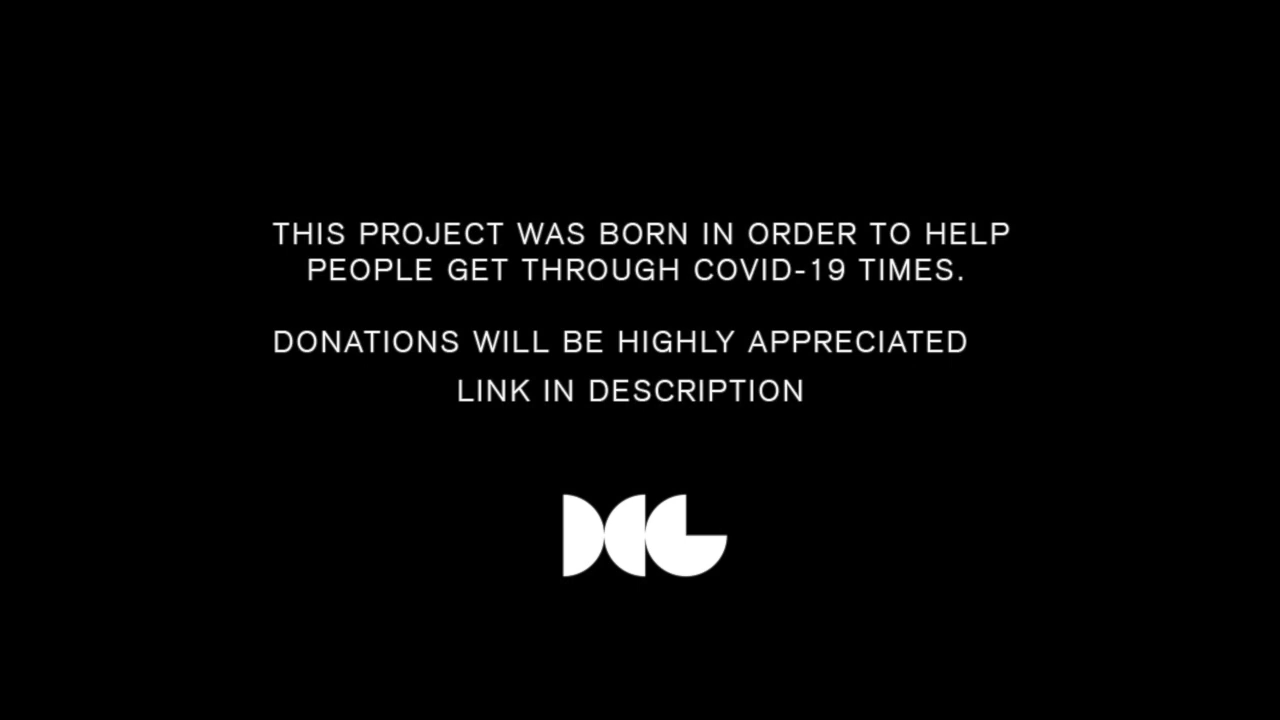 THIS PROJECT WAS BORN IN ORDER TO HELP
PEOPLE GET THROUGH COVID-19 TIMES.
DONATIONS WILL BE HIGHLY APPRECIATED
LINK IN DESCRIPTION